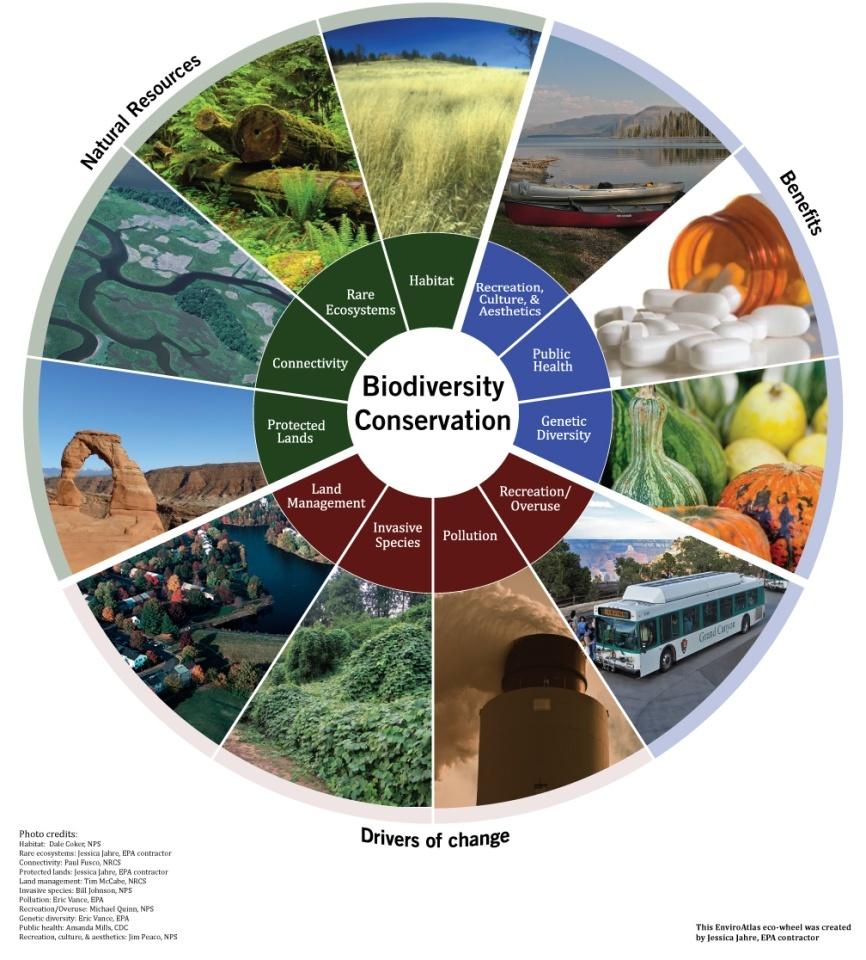 Natural Resources
Benefits
Habitat
Rare
Ecosystems
Connectivity
Protected
Lands
Recreation,
Culture, &
Aesthetics
Public
Health
Genetic
Diversity
Biodiversity
Conservation
Land
Management
Invasive
Species
Pollution
Recreation/
Overuse
Grand Canyon
Drivers of change
Photo credits:
Habitat: Dale Coker, NPS
Rare ecosystems: Jessica Jahre, EPA contractor
Connectivity: Paul Fusco, NRCS
Protected lands: Jessica Jahre, EPA contractor
Land management: Tim McCabe, NRCS
Invasive species: Bill Johnson, NPS
Pollution: Eric Vance, EPA
Recreation/Overuse: Michael Quinn, NPS
Genetic diversity: Eric Vance, EPA
Public health: Amanda Mills, CDC
Recreation, culture, & aesthetics: Jim Peaco, NPS
This EnviroAtlas eco-wheel was created
by Jessica Jahre, EPA contractor